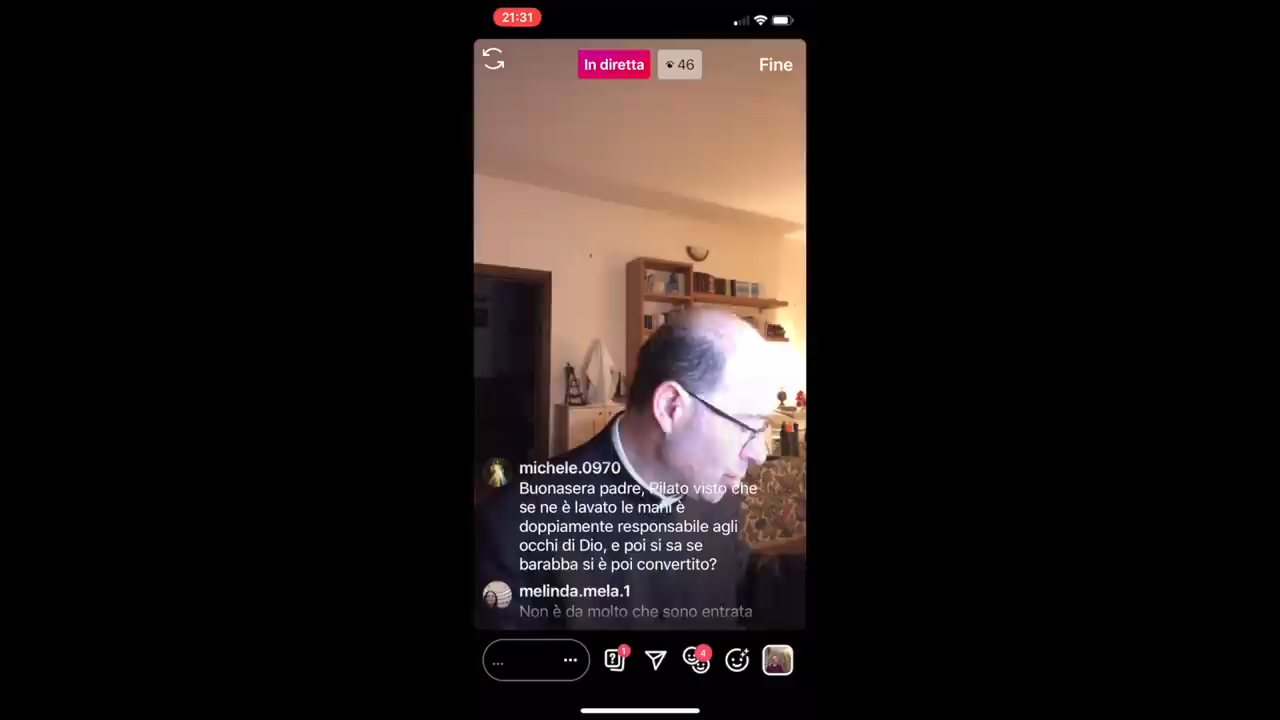 21:31
In diretta
46
Fine
michele.0970
Buonasera padre, Pilato visto che
se ne è lavato le mani è
doppiamente responsabile agli
occhi di Dio, e poi si sa se
barabba si è poi convertito?
melinda.mela.1
Non è da molto che sono entrata
...
1
4